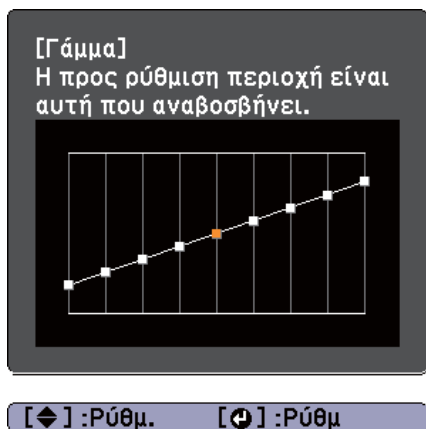 [Γάμμα]
Η προς ρύθμιση περιοχή είναι
αυτή που αναβοσβήνει.
[◆] :Ρύθμ. [⏎] :Ρύθμ